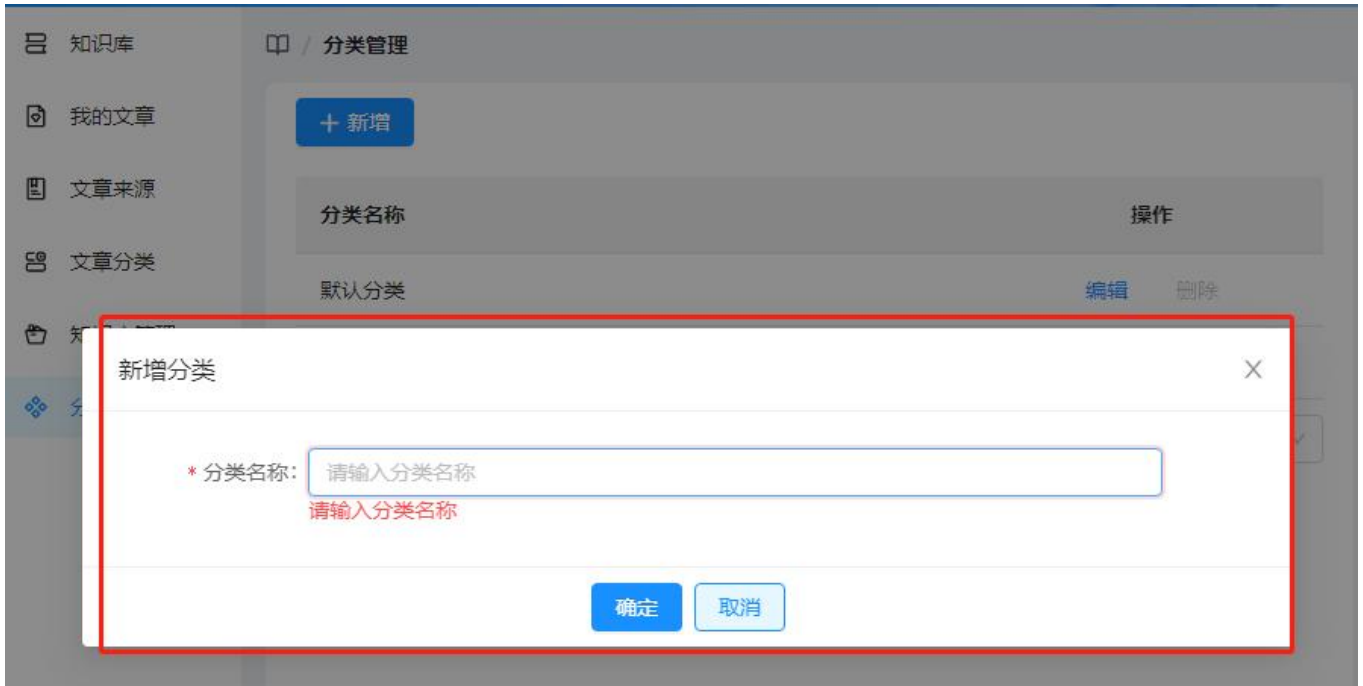 知识库
我的文章
文章来源
文章分类
/ 分类管理
+ 新增
分类名称 操作
默认分类 编辑 删除
新增分类
* 分类名称: 请输入分类名称
请输入分类名称
确定 取消